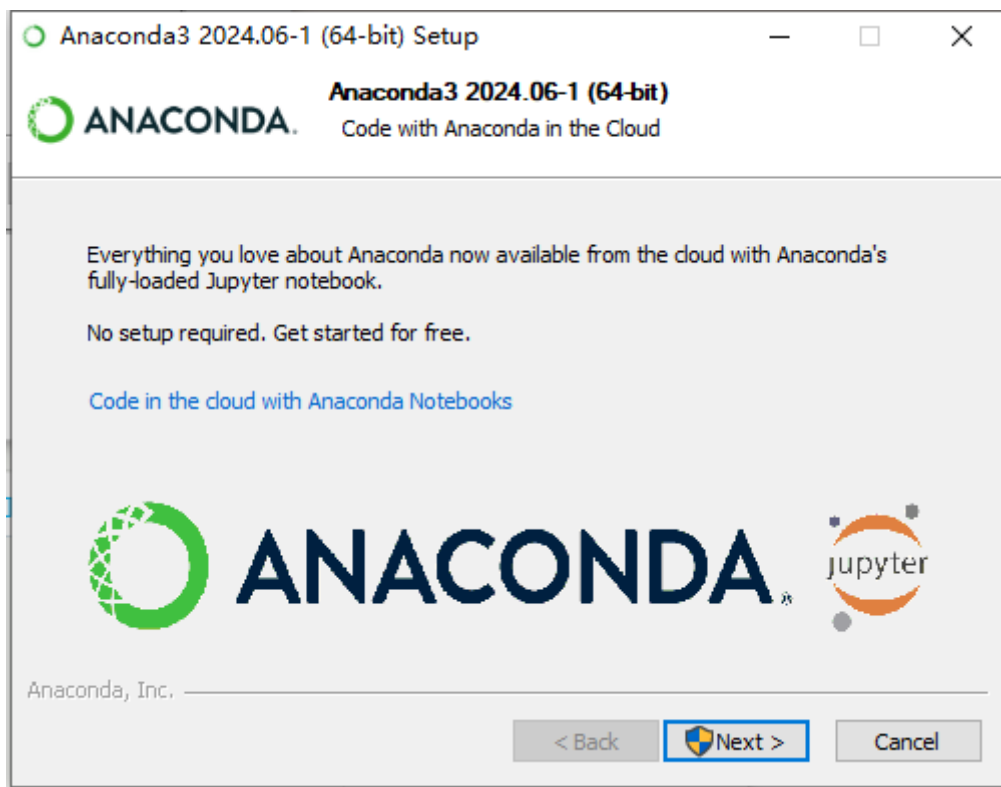 Anaconda3 2024.06-1 (64-bit) Setup
ANACONDA.
Anaconda3 2024.06-1 (64-bit)
Code with Anaconda in the Cloud
Everything you love about Anaconda now available from the cloud with Anaconda's
fully-loaded Jupyter notebook.
No setup required. Get started for free.
Code in the cloud with Anaconda Notebooks
ANACONDA.®
jupyter
Anaconda, Inc.
< Back
Next >
Cancel